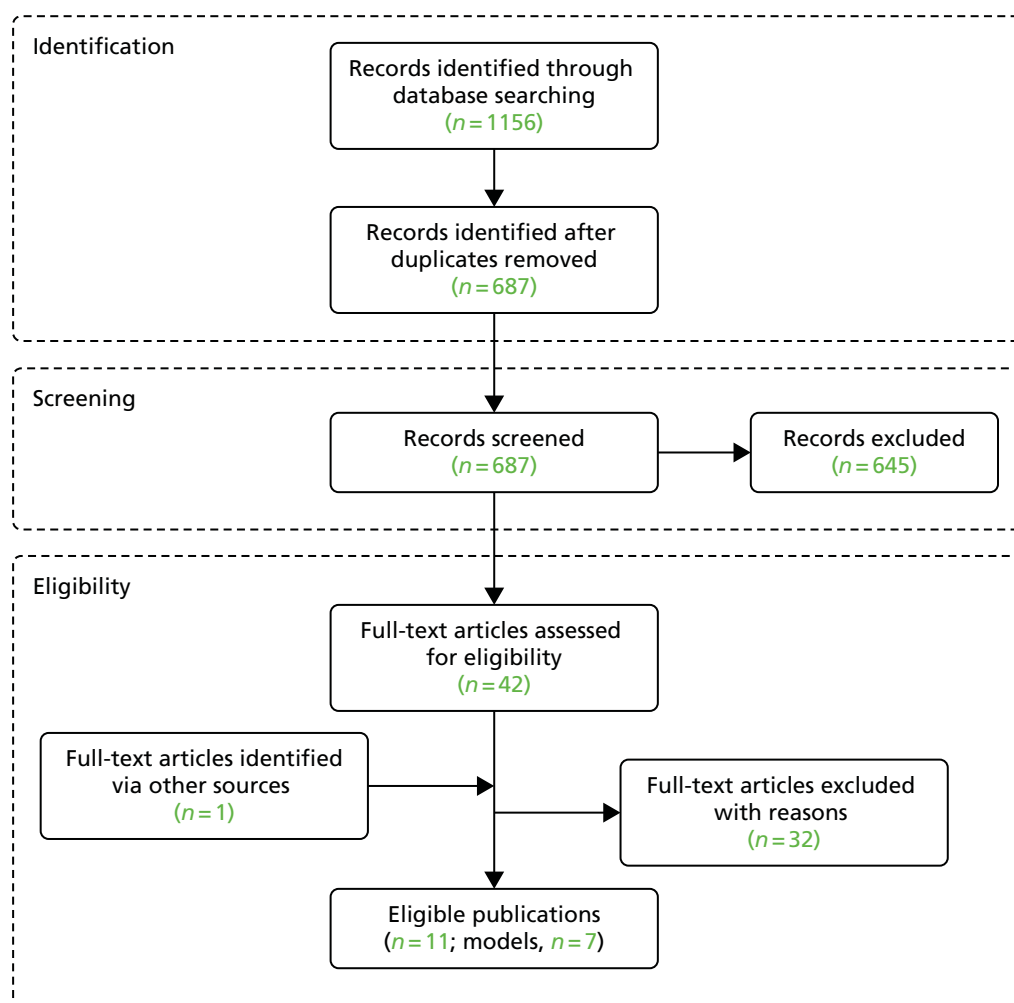 Identification
Records identified through
database searching
(n=1156)
Records identified after
duplicates removed
(n=687)
Screening
Records screened
(n=687)
Records excluded
(n=645)
Eligibility
Full-text articles assessed
for eligibility
(n=42)
Full-text articles identified
via other sources
(n=1)
Full-text articles excluded
with reasons
(n=32)
Eligible publications
(n=11; models, n=7)